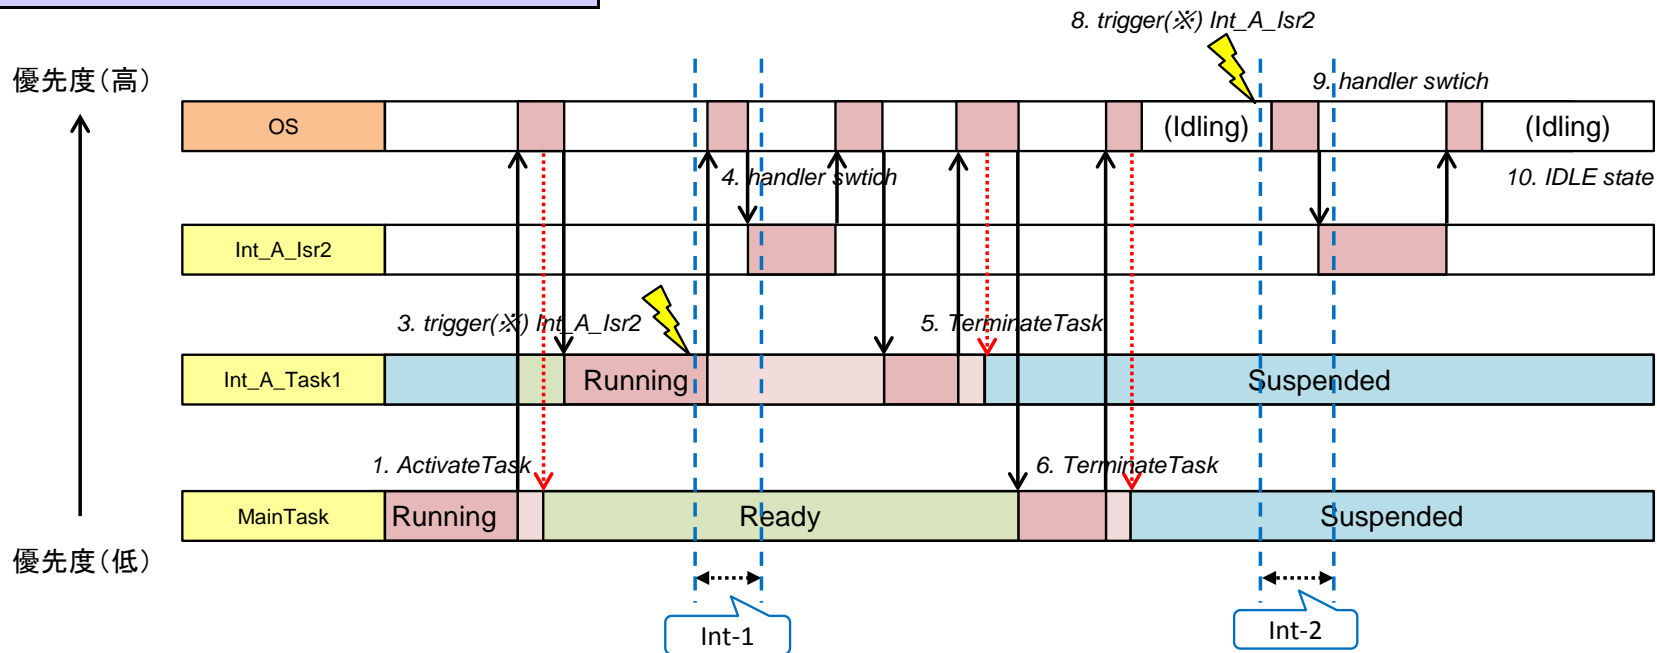 8. trigger(※) Int_A_Isr2
優先度(高)
9. handler swtich
OS
(Idling)
(Idling)
4. handler swtich
10. IDLE state
Int_A_Isr2
3. trigger(※) Int_A_Isr2
5. TerminateTask
Int_A_Task1
Running
Suspended
1. ActivateTask
6. TerminateTask
MainTask
Running
Ready
Suspended
優先度(低)
Int-1
Int-2